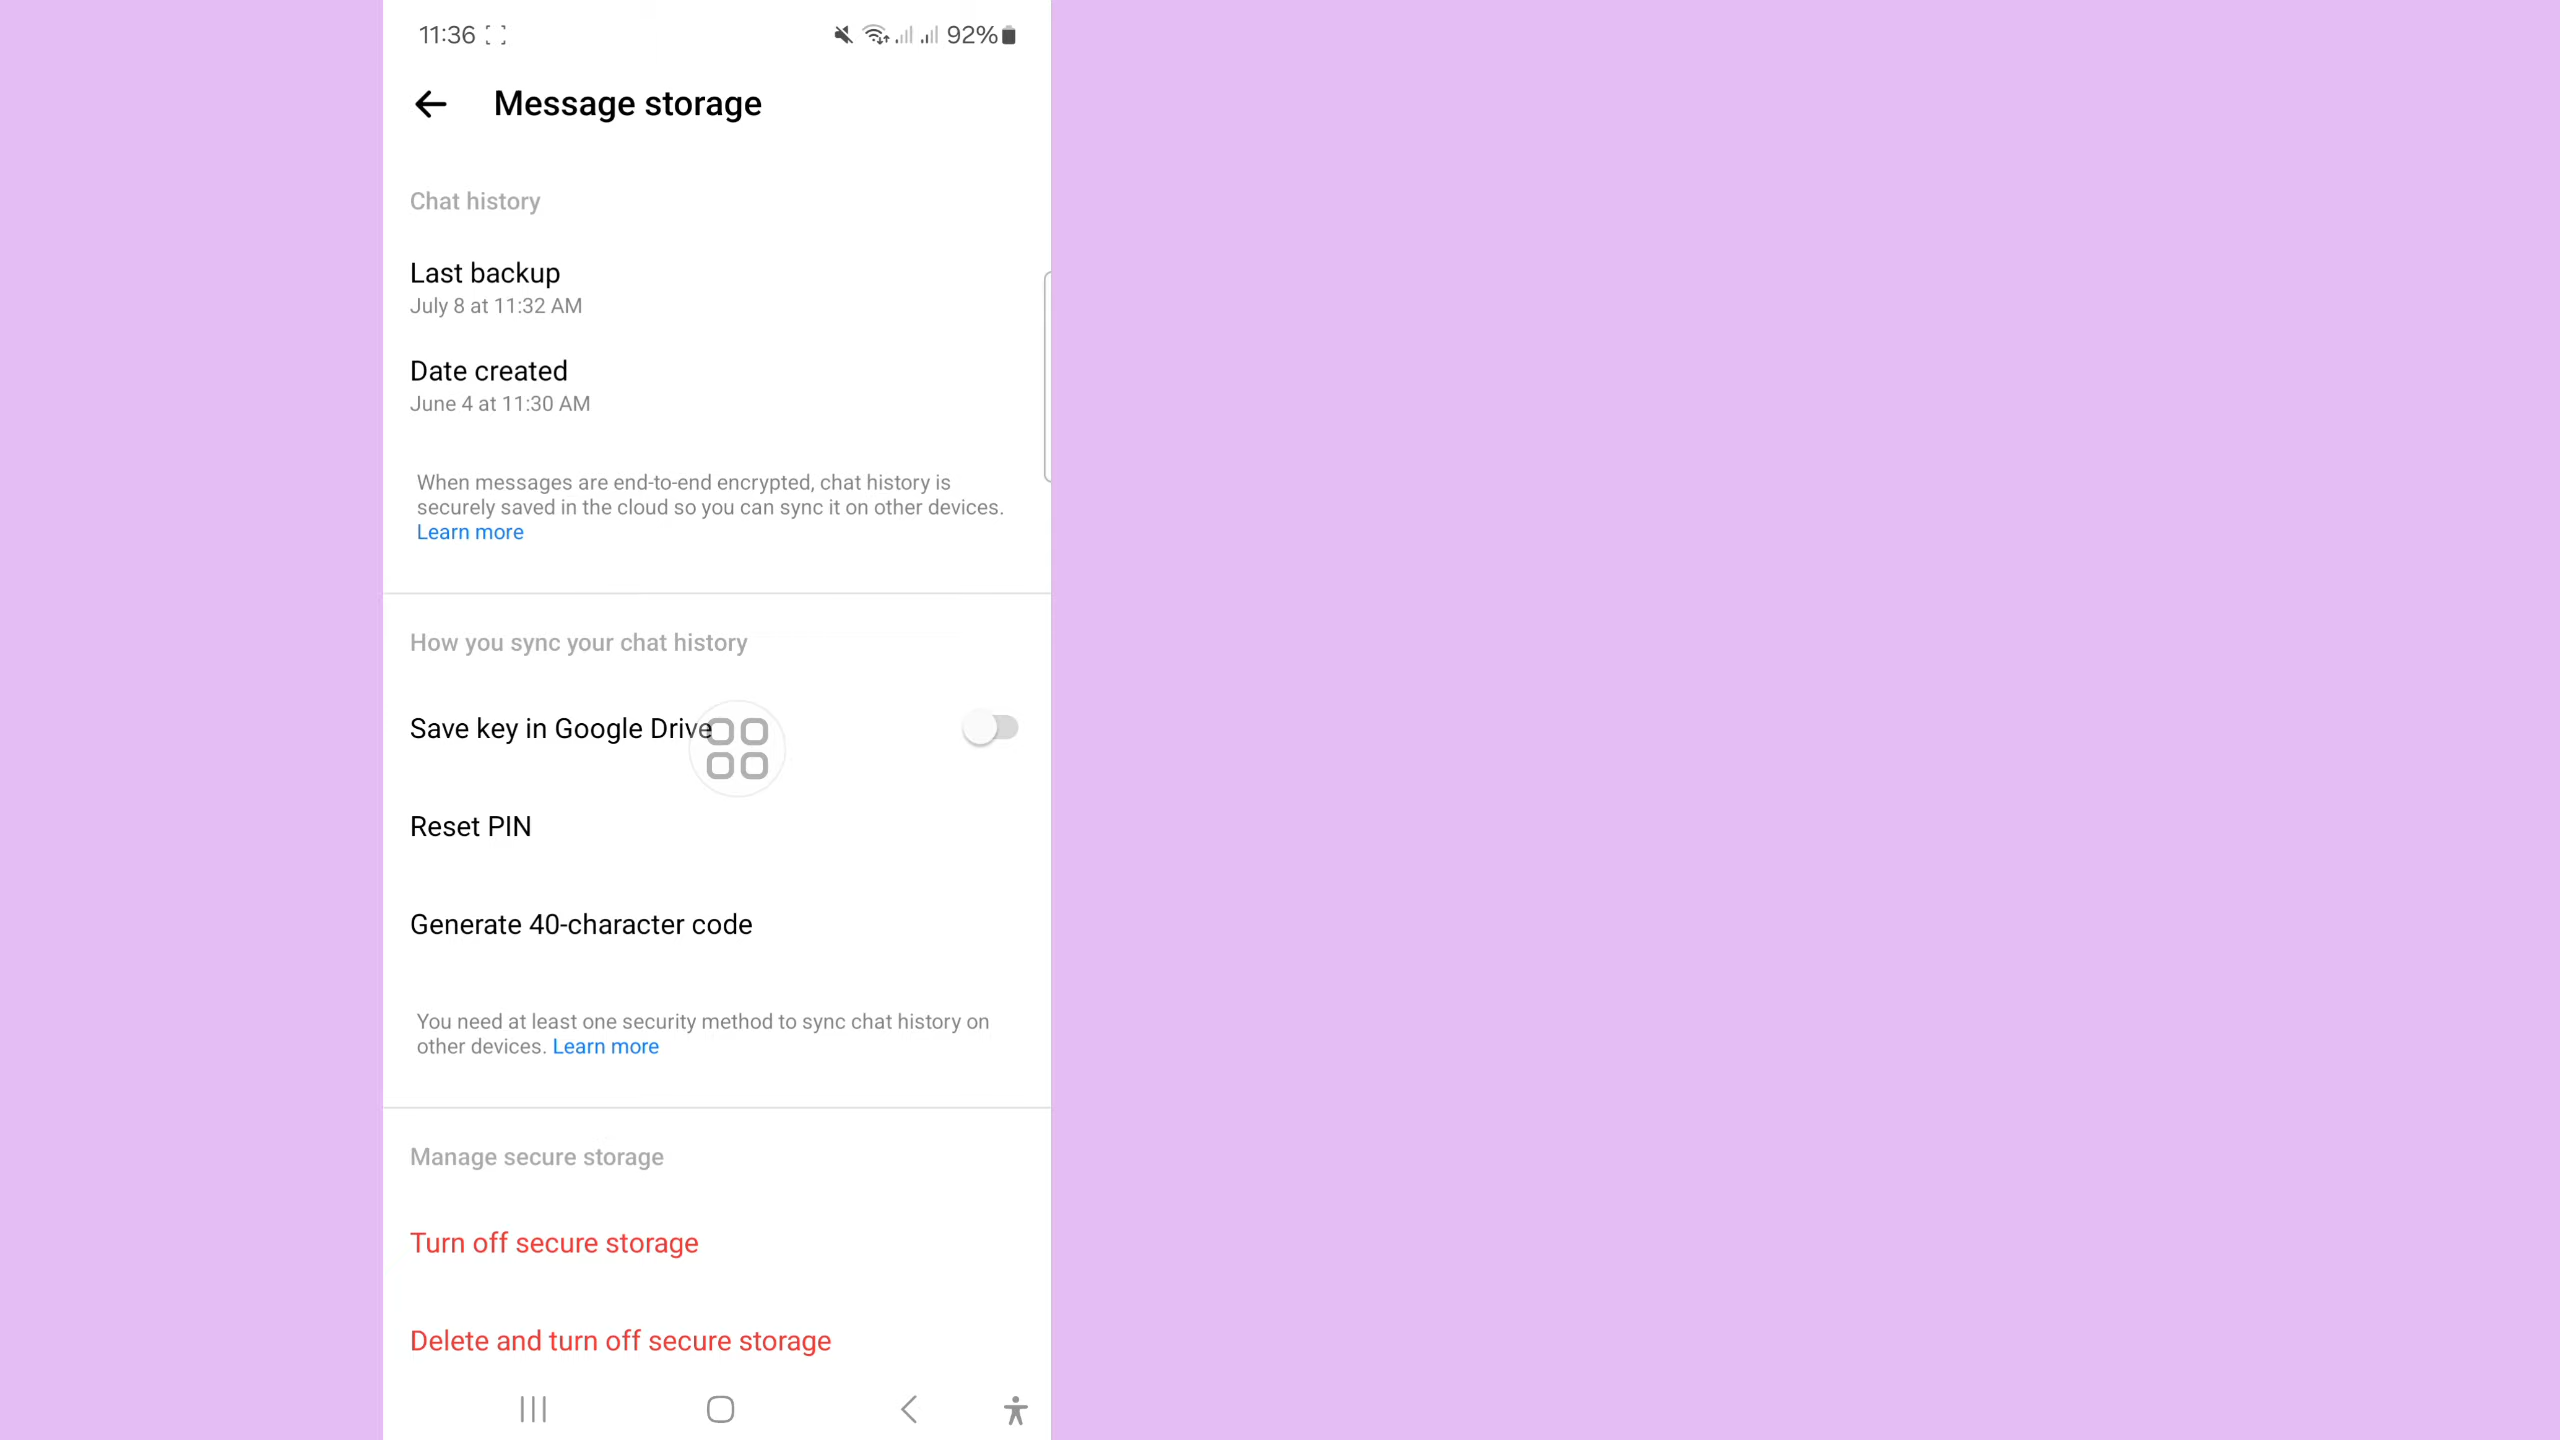 11:36
92%
Message storage
Chat history
Last backup
July 8 at 11:32 AM
Date created
June 4 at 11:30 AM
When messages are end-to-end encrypted, chat history is
securely saved in the cloud so you can sync it on other devices.
Learn more
How you sync your chat history
Save key in Google Drive
Reset PIN
Generate 40-character code
You need at least one security method to sync chat history on
other devices. Learn more
Manage secure storage
Turn off secure storage
Delete and turn off secure storage